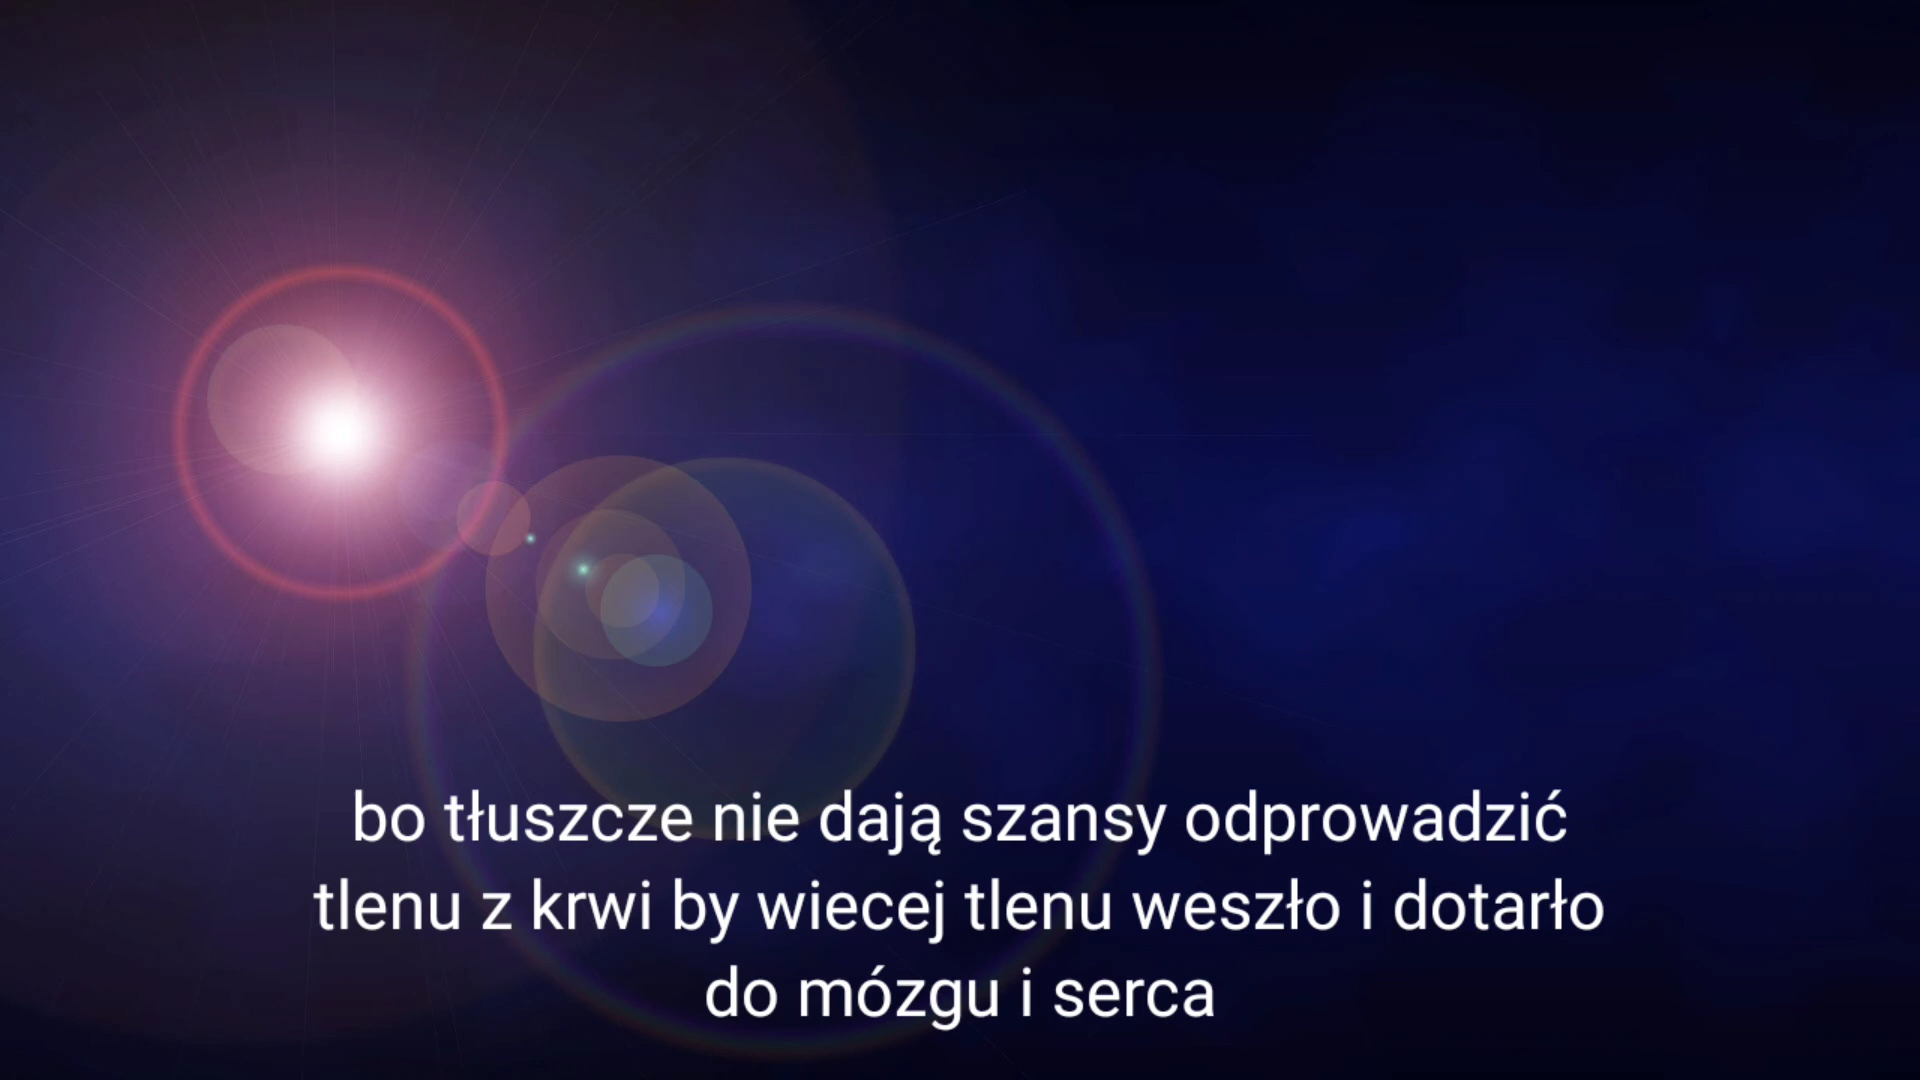 bo tłuszcze nie dają szansy odprowadzić
tlenu z krwi by wiecej tlenu weszło i dotarło
do mózgu i serca